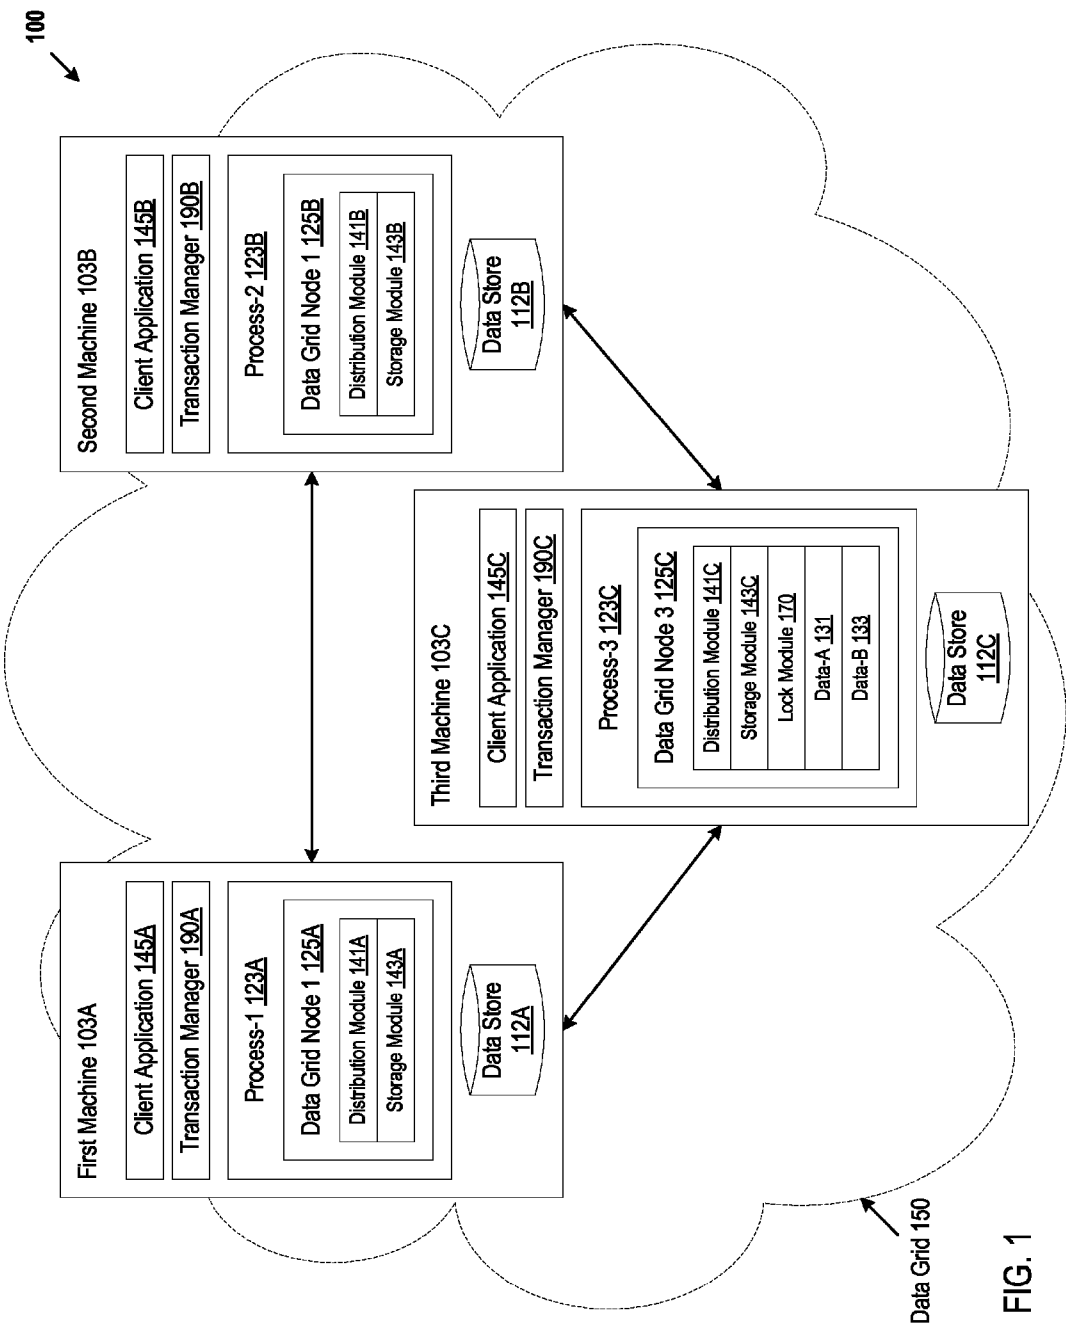 100
First Machine 103A
Client Application 145A
Transaction Manager 190A
Process-1 123A
Data Grid Node 1 125A
Distribution Module 141A
Storage Module 143A
Data Store
112A
Second Machine 103B
Client Application 145B
Transaction Manager 190B
Process-2 123B
Data Grid Node 1 125B
Distribution Module 141B
Storage Module 143B
Data Store
112B
Third Machine 103C
Client Application 145C
Transaction Manager 190C
Process-3 123C
Data Grid Node 3 125C
Distribution Module 141C
Storage Module 143C
Lock Module 170
Data-A 131
Data-B 133
Data Store
112C
Data Grid 150
FIG. 1